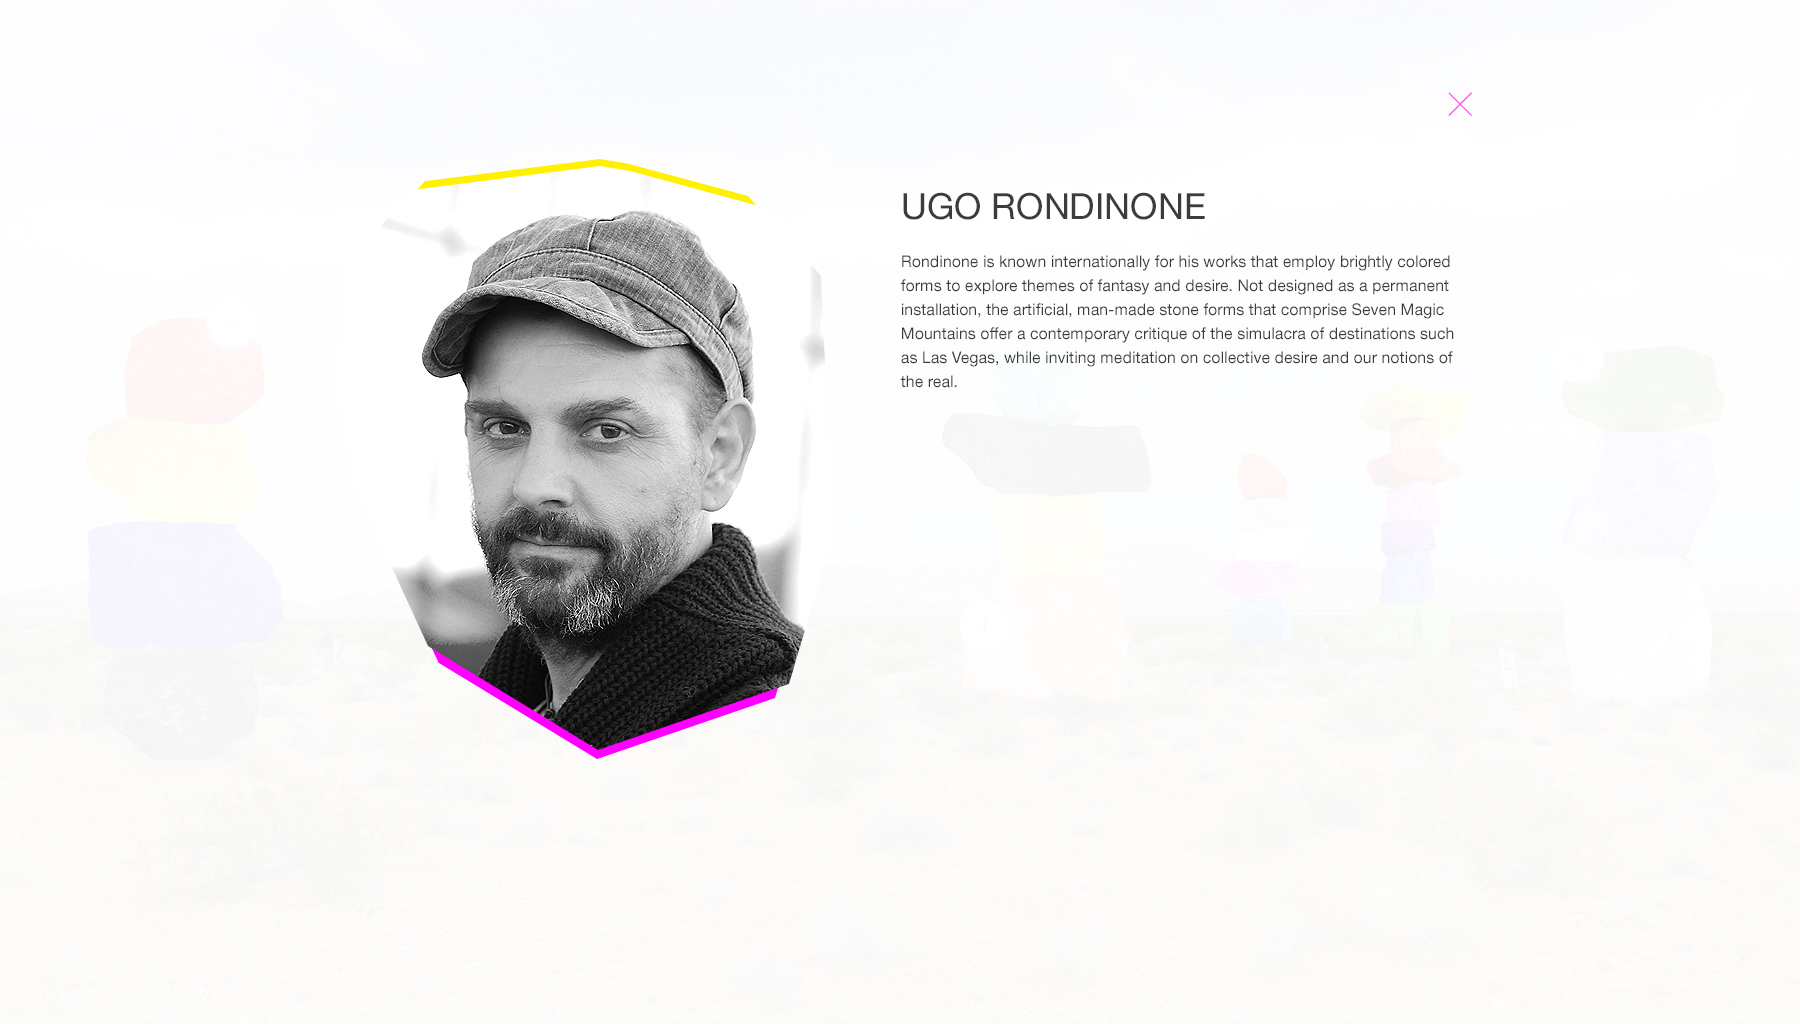 UGO RONDINONE
Rondinone is known internationally for his works that employ brightly colored
forms to explore themes of fantasy and desire. Not designed as a permanent
installation, the artificial, man-made stone forms that comprise Seven Magic
Mountains offer a contemporary critique of the simulacra of destinations such
as Las Vegas, while inviting meditation on collective desire and our notions of
the real.